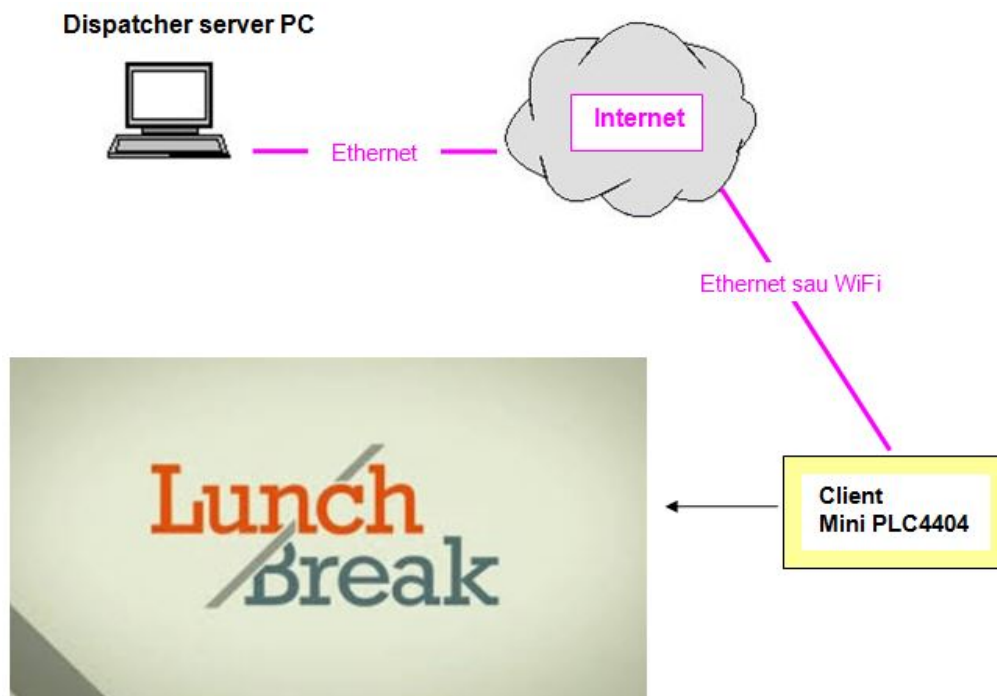 Dispatcher server PC
Internet
Ethernet
Ethernet sau WiFi
Lunch
Break
Client
Mini PLC4404